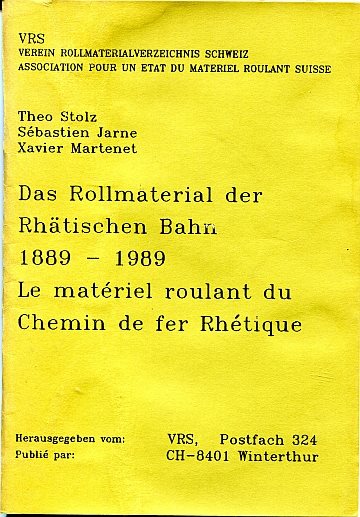 VRS
VEREIN ROLLMATERIALVERZEICHNIS SCHWEIZ
ASSOCIATION POUR UN ETAT DU MATERIEL ROULANT SUISSE
Theo Stolz
Sébastien Jarne
Xavier Martenet
Das Rollmaterial der
Rhätischen Bahn
1889 - 1989
Le matériel roulant du
Chemin de fer Rhétique
Herausgegeben vom: VRS, Postfach 324
Publié par: CH-8401 Winterthur